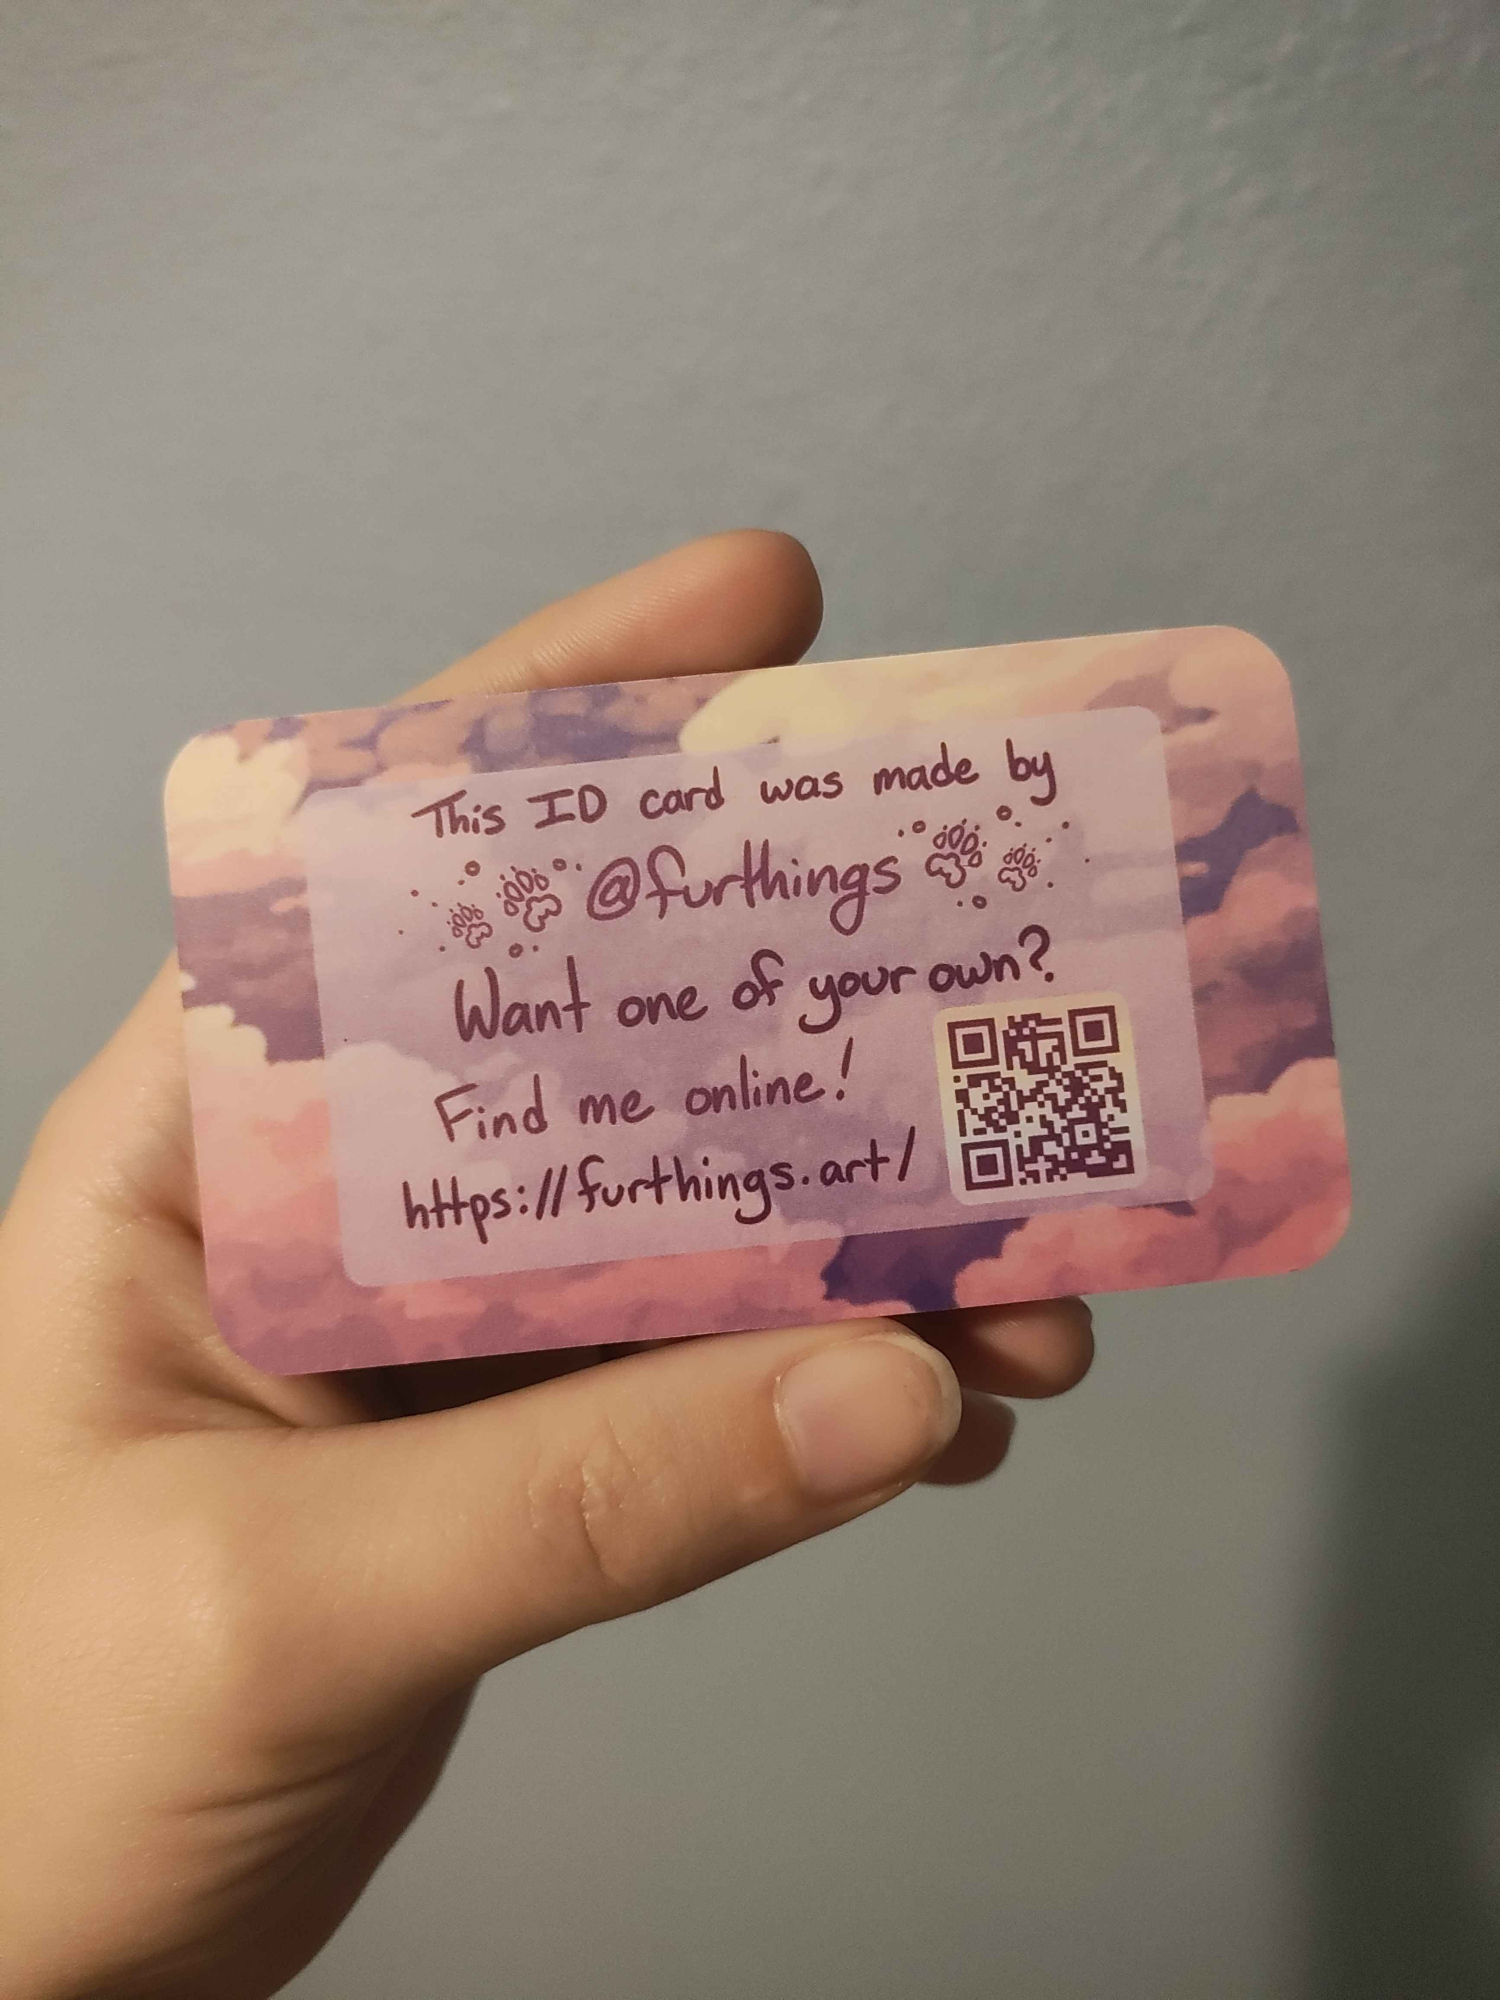 This ID card was made by
@furthings
Want one of your own?
Find me online!
https://furthings.art/